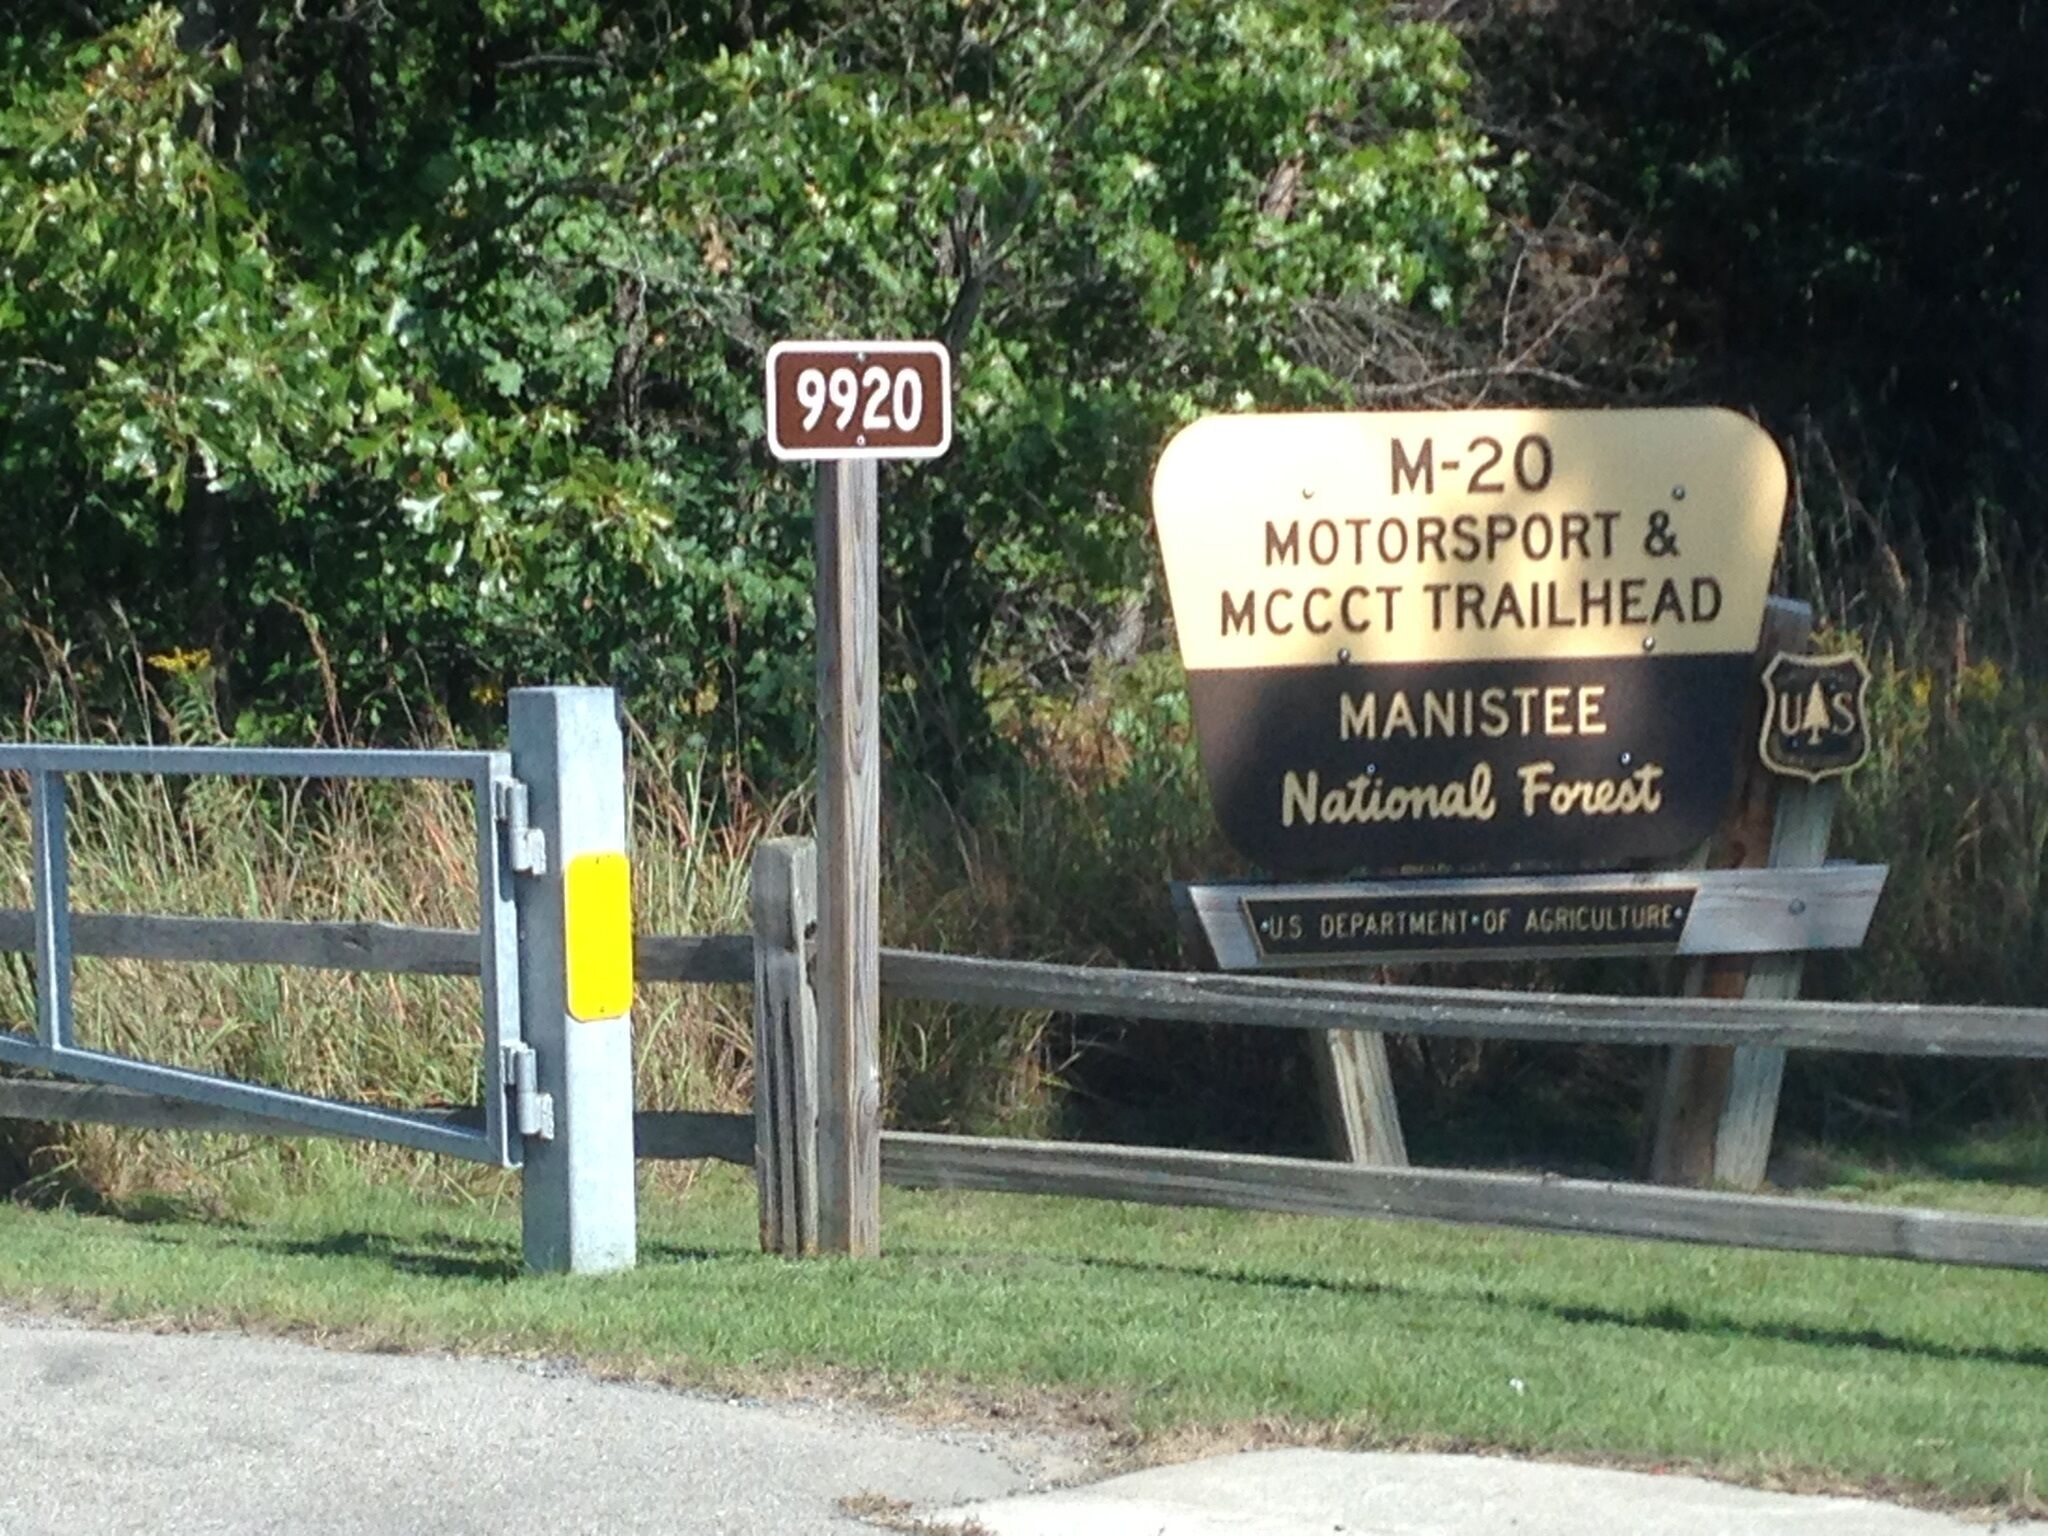 9920
M-20
MOTORSPORT &
MCCCT TRAILHEAD
MANISTEE
National Forest
U S
U.S. DEPARTMENT OF AGRICULTURE